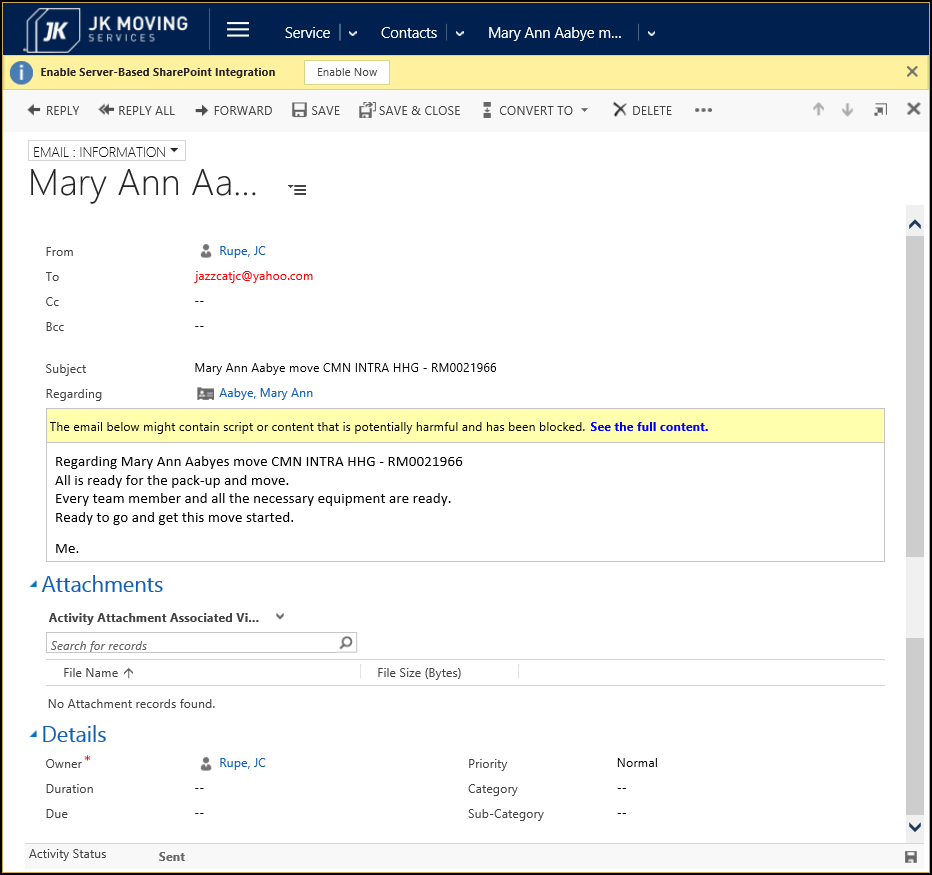 JK JK MOVING
SERVICES
Service Contacts Mary Ann Aabye m...
i Enable Server-Based SharePoint Integration Enable Now
REPLY REPLY ALL FORWARD SAVE SAVE & CLOSE CONVERT TO DELETE
EMAIL : INFORMATION
Mary Ann Aa...
From Rupe, JC
To jazzcatjc@yahoo.com
Cc --
Bcc --
Subject Mary Ann Aabye move CMN INTRA HHG - RM0021966
Regarding Aabye, Mary Ann
The email below might contain script or content that is potentially harmful and has been blocked. See the full content.
Regarding Mary Ann Aabyes move CMN INTRA HHG - RM0021966
All is ready for the pack-up and move.
Every team member and all the necessary equipment are ready.
Ready to go and get this move started.
Me.
Attachments
Activity Attachment Associated Vi...
Search for records
File Name File Size (Bytes)
No Attachment records found.
Details
Owner* Rupe, JC Priority Normal
Duration -- Category --
Due -- Sub-Category --
Activity Status Sent